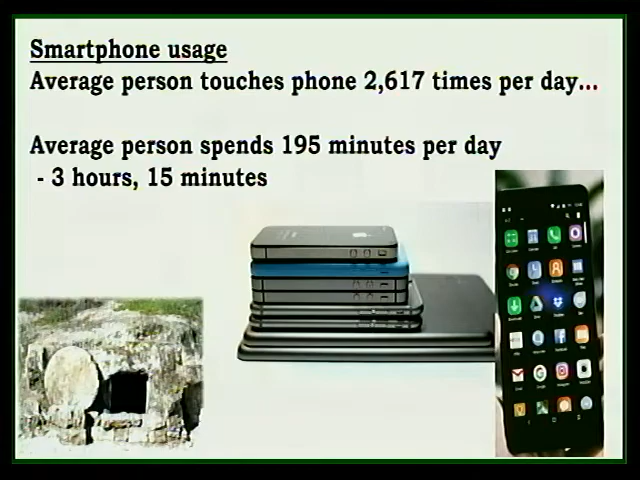 Smartphone usage
Average person touches phone 2,617 times per day...
Average person spends 195 minutes per day
- 3 hours, 15 minutes